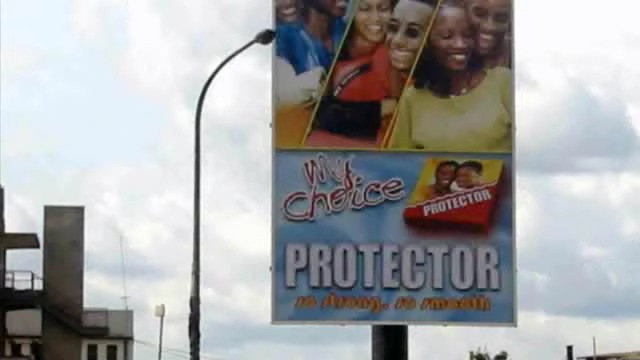 My
Choice
PROTECTOR
PROTECTOR
so strong, so smooth